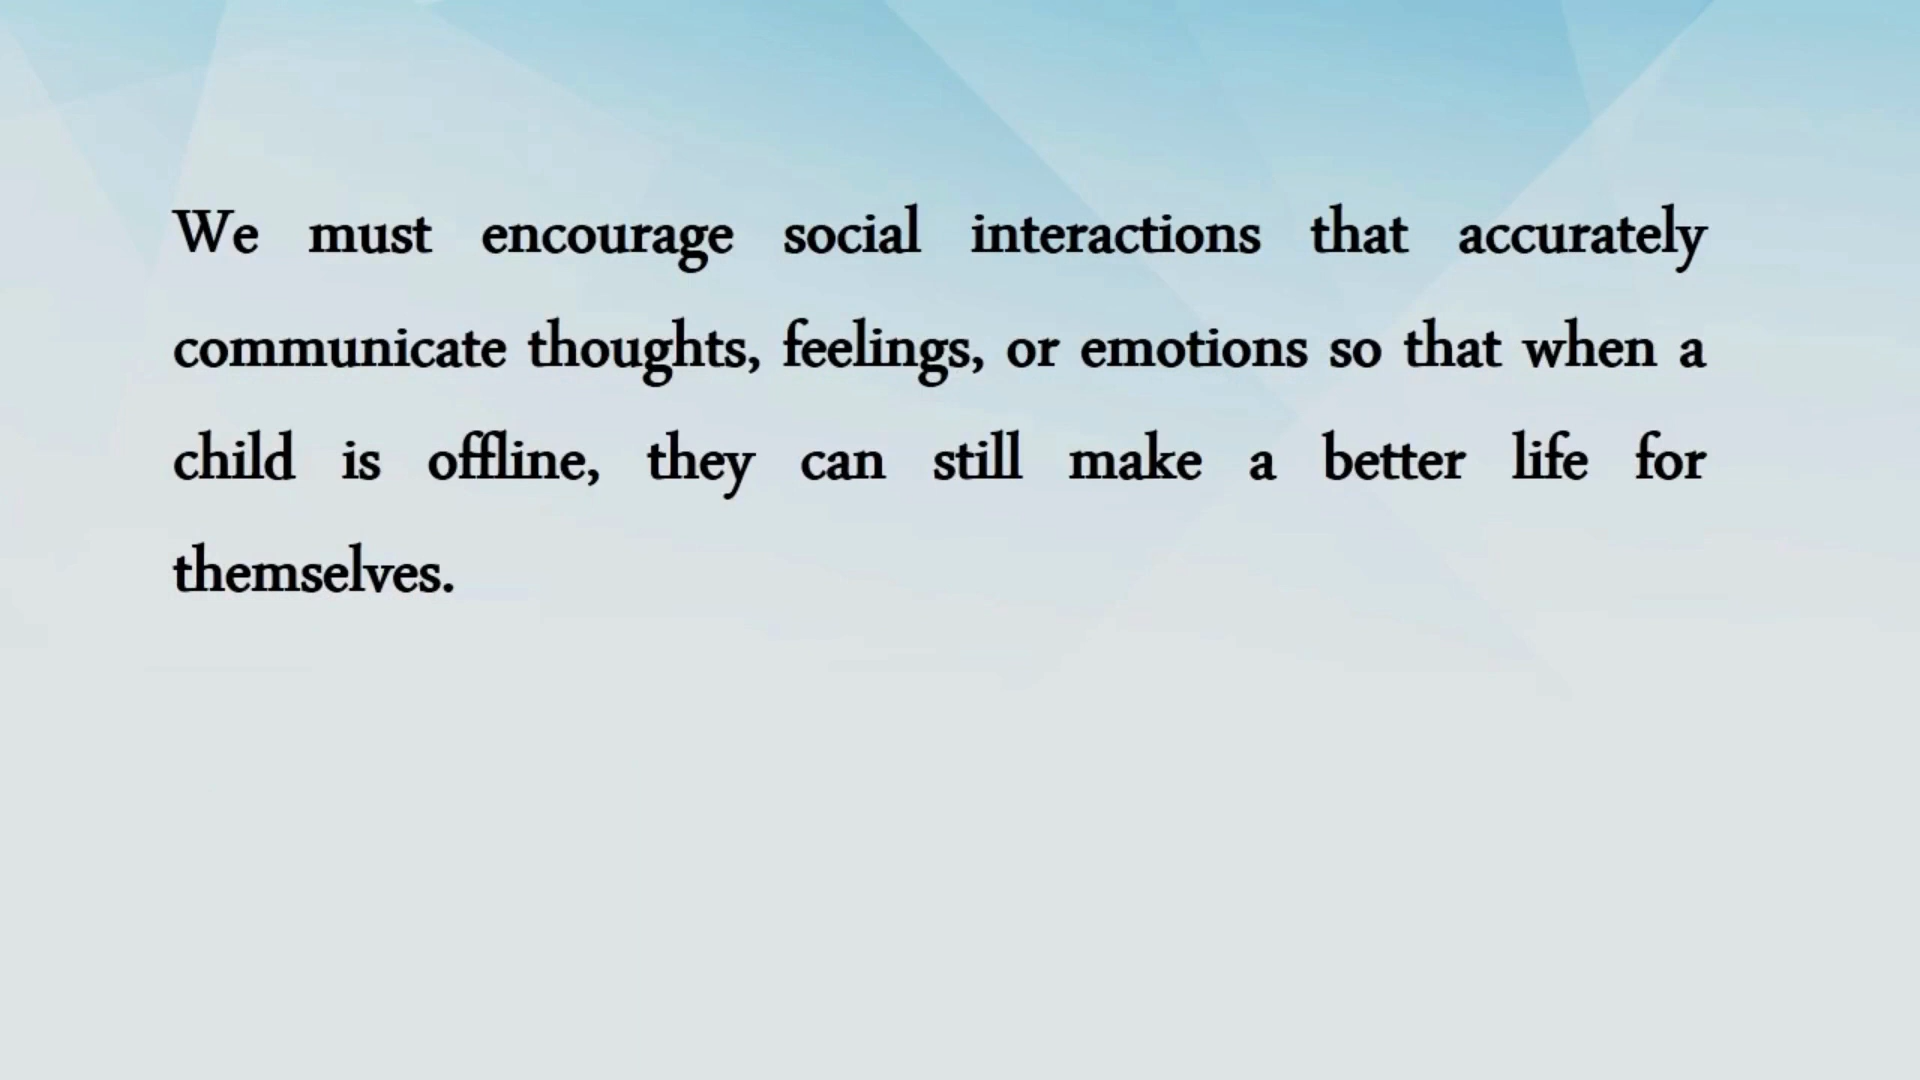 We must encourage social interactions that accurately
communicate thoughts, feelings, or emotions so that when a
child is offline, they can still make a better life for
themselves.